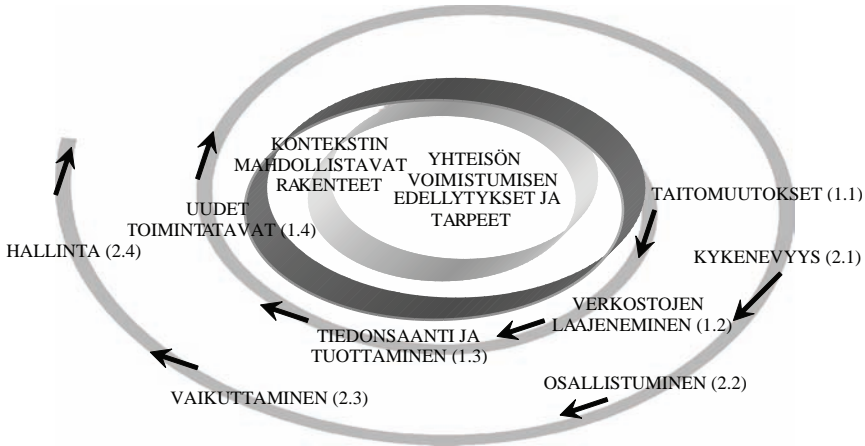 KONTEKSTIN
MAHDOLLISTAVAT
RAKENTEET
YHTEISÖN
VOIMISTUMISEN
EDELLYTYKSET JA
TARPEET
TAITOMUUTOKSET (1.1)
UUDET
TOIMINTATAVAT (1.4)
HALLINTA (2.4)
KYKENEVYYS (2.1)
VERKOSTOJEN
LAAJENEMINEN (1.2)
TIEDONSAANTI JA
TUOTTAMINEN (1.3)
OSALLISTUMINEN (2.2)
VAIKUTTAMINEN (2.3)